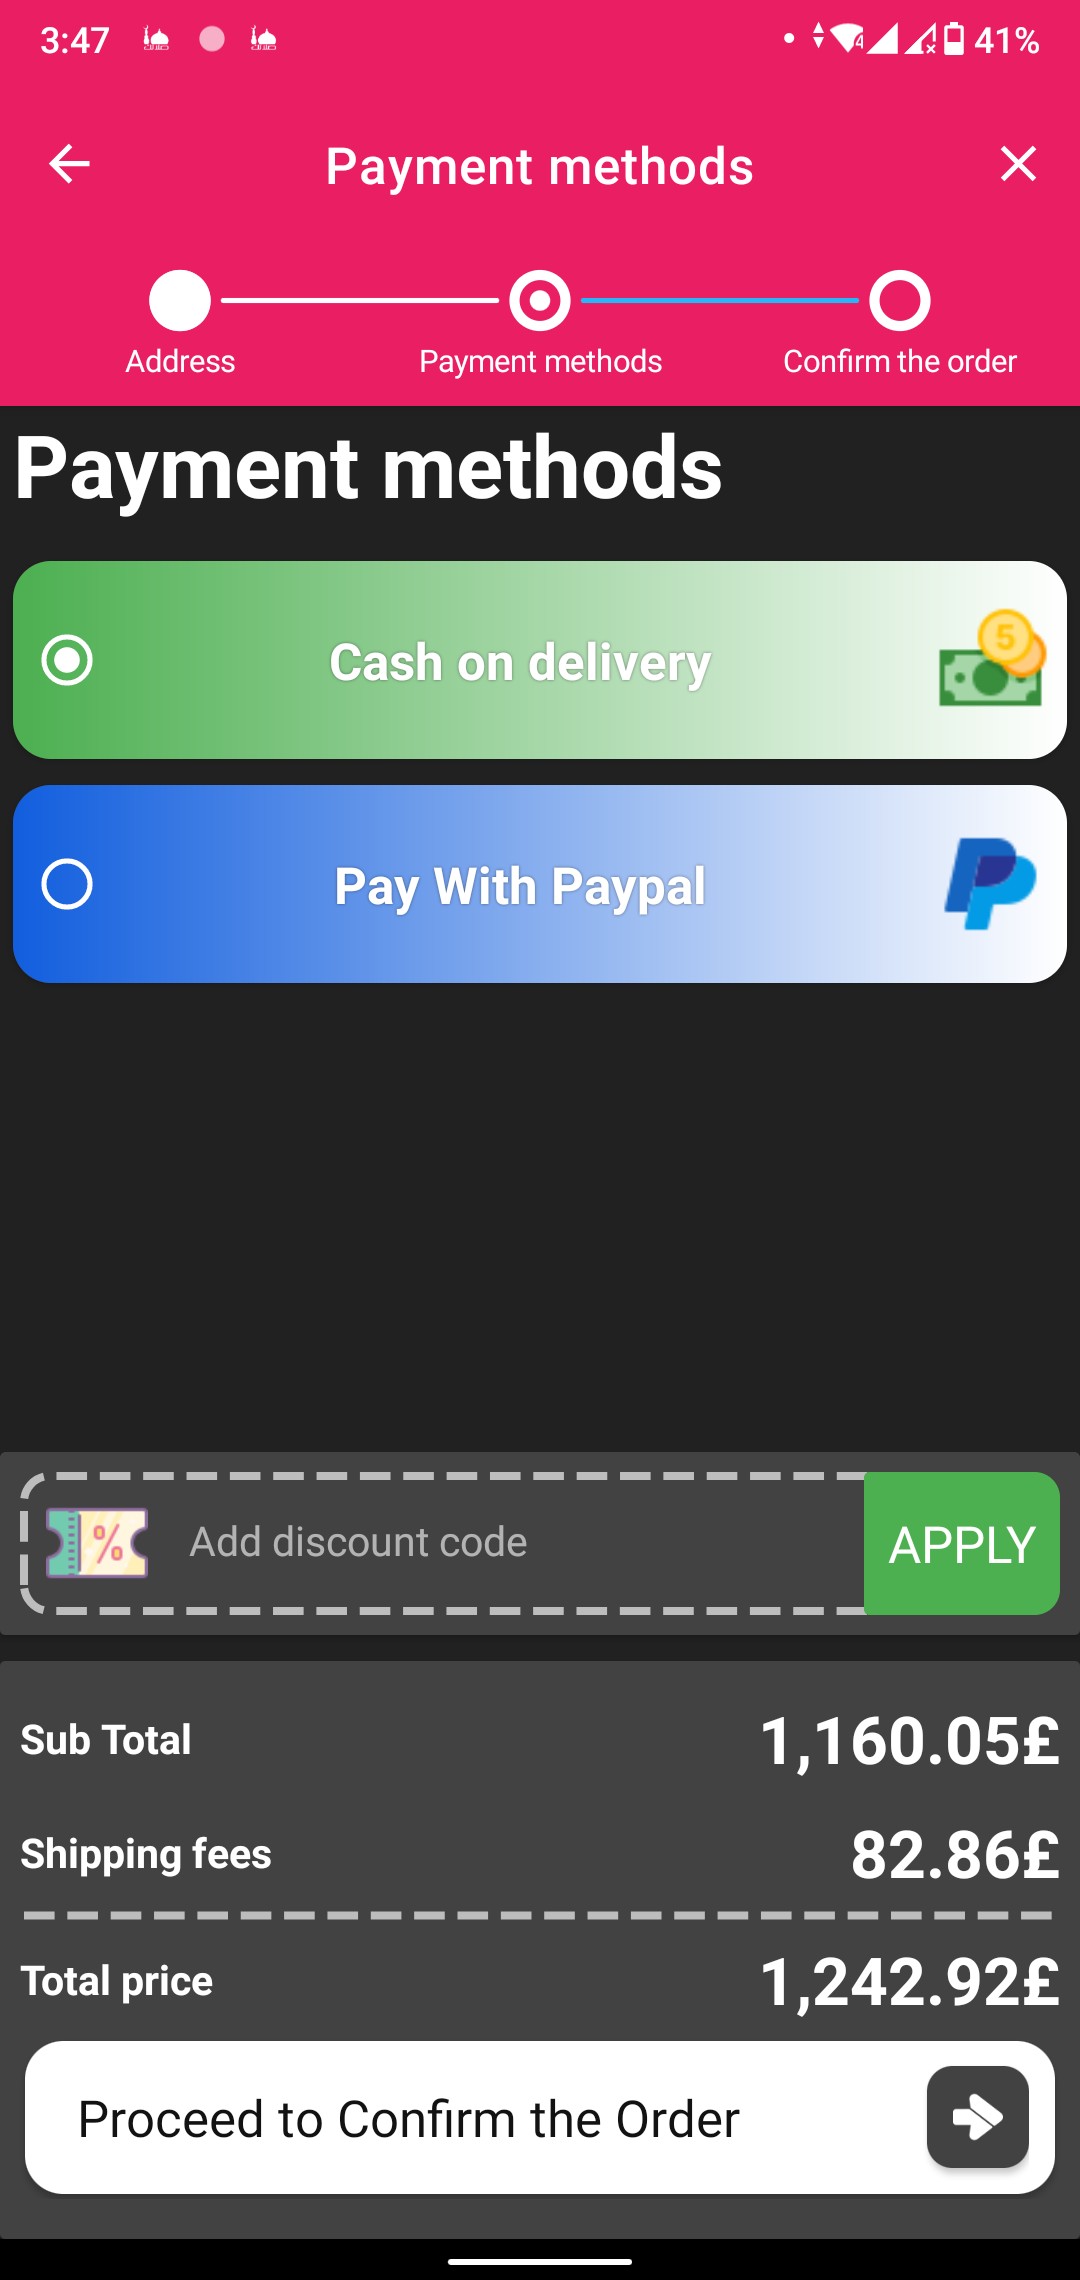 3:47
41%
Payment methods
Address
Payment methods
Confirm the order
Payment methods
Cash on delivery
5
Pay With Paypal
%
Add discount code
APPLY
Sub Total
1,160.05£
Shipping fees
82.86£
Total price
1,242.92£
Proceed to Confirm the Order